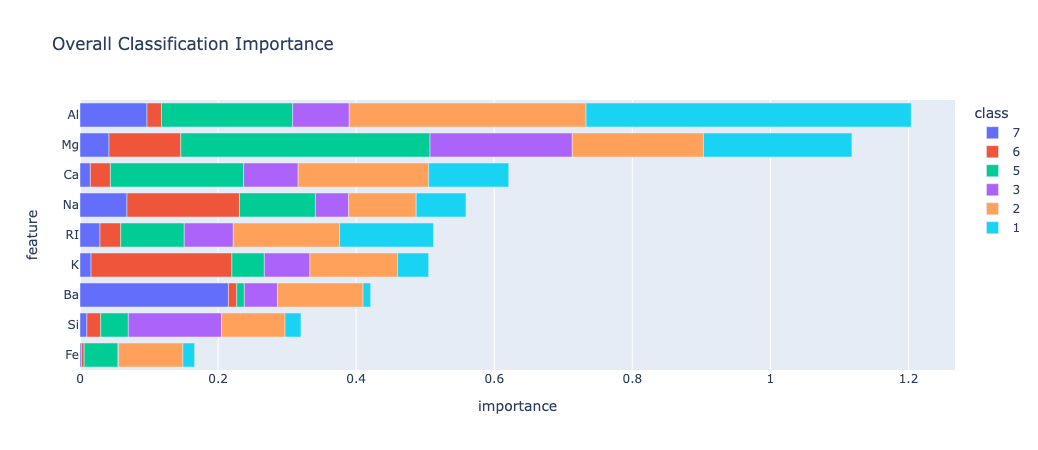 Overall Classification Importance
class
7
6
5
3
2
1
feature
Al
Mg
Ca
Na
RI
K
Ba
Si
Fe
0 0.2 0.4 0.6 0.8 1 1.2
importance